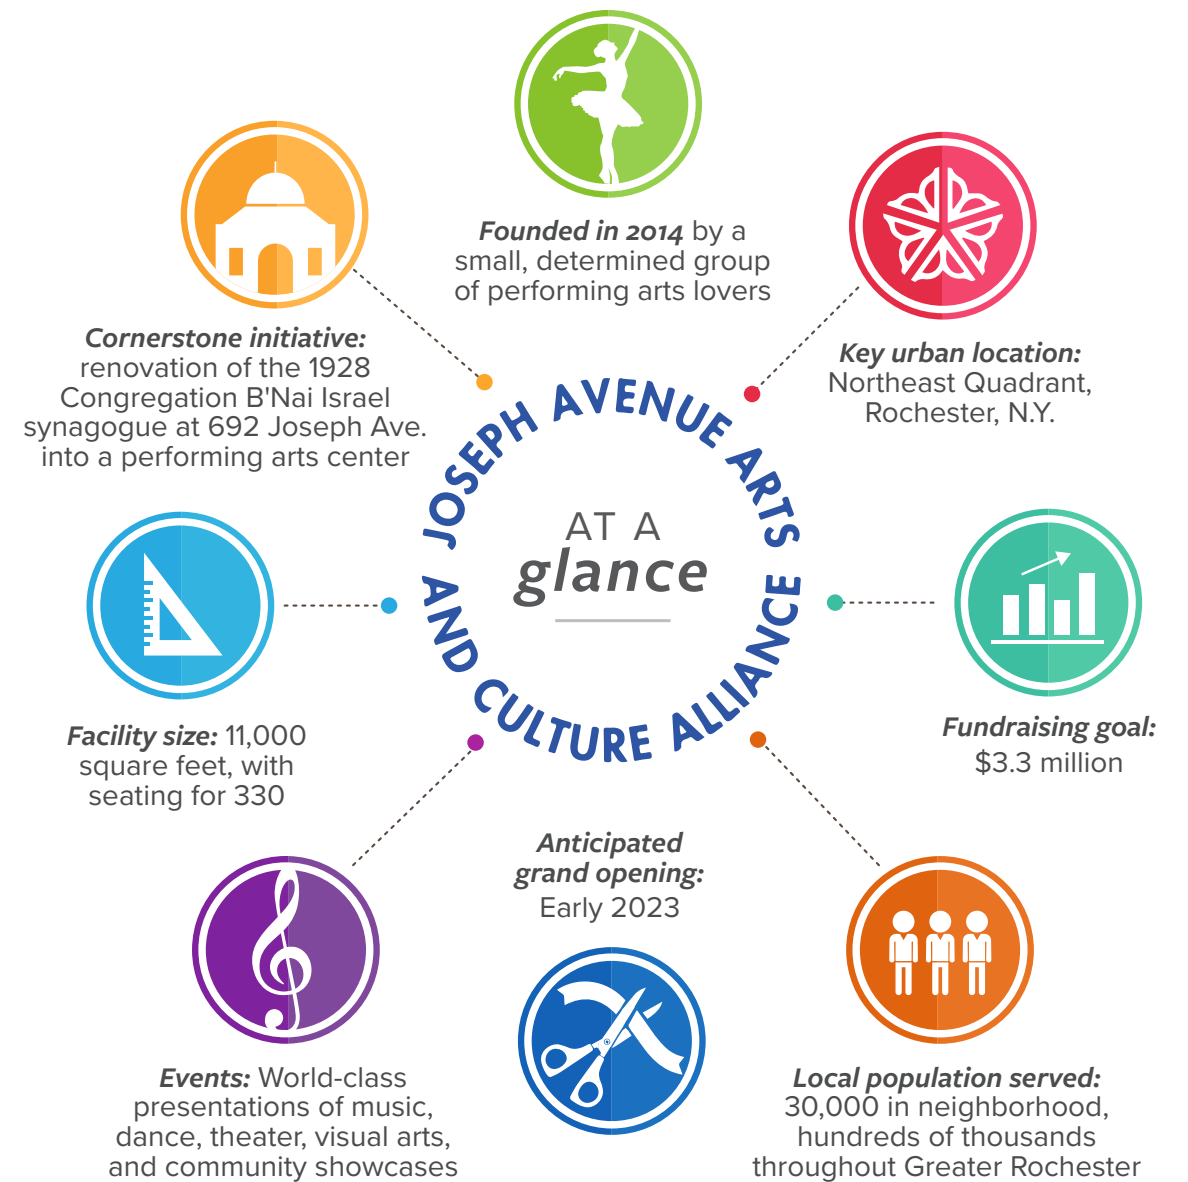 Founded in 2014 by a
small, determined group
of performing arts lovers
Cornerstone initiative:
renovation of the 1928
Congregation B'Nai Israel
synagogue at 692 Joseph Ave.
into a performing arts center
Key urban location:
Northeast Quadrant,
Rochester, N.Y.
JOSEPH AVENUE ARTS
AND CULTURE ALLIANCE
AT A
glance
Facility size: 11,000
square feet, with
seating for 330
Fundraising goal:
$3.3 million
Anticipated
grand opening:
Early 2023
Events: World-class
presentations of music,
dance, theater, visual arts,
and community showcases
Local population served:
30,000 in neighborhood,
hundreds of thousands
throughout Greater Rochester